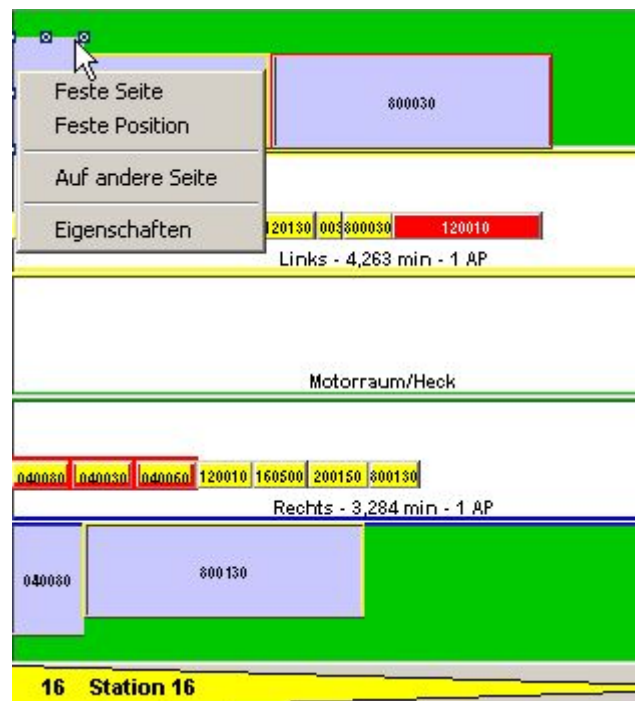 Feste Seite
Feste Position
Auf andere Seite
Eigenschaften
800030
120130 003 800030 120010
Links - 4,263 min - 1 AP
Motorraum/Heck
040080 040030 040060 120010 160500 200150 800130
Rechts - 3,284 min - 1 AP
040080 800130
16 Station 16